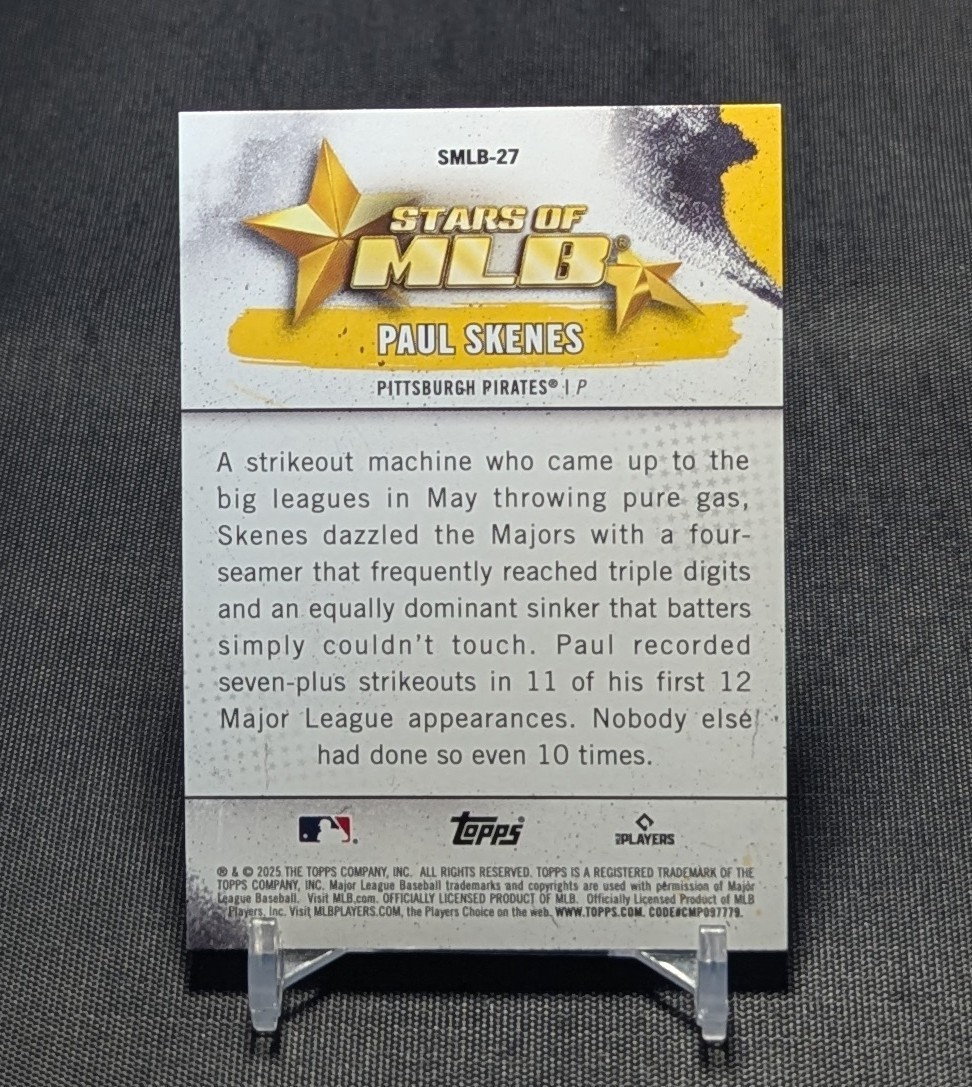 SMLB-27
STARS OF
MLB®
PAUL SKENES
PITTSBURGH PIRATES® | P
A strikeout machine who came up to the
big leagues in May throwing pure gas,
Skenes dazzled the Majors with a four-
seamer that frequently reached triple digits
and an equally dominant sinker that batters
simply couldn't touch. Paul recorded
seven-plus strikeouts in 11 of his first 12
Major League appearances. Nobody else
had done so even 10 times.
topps
MLB PLAYERS
® & © 2025 THE TOPPS COMPANY, INC. ALL RIGHTS RESERVED. TOPPS IS A REGISTERED TRADEMARK OF THE
TOPPS COMPANY, INC. Major League Baseball trademarks and copyrights are used with permission of Major
League Baseball. Visit MLB.com. OFFICIALLY LICENSED PRODUCT OF MLB. Officially Licensed Product of MLB
Players, Inc. Visit MLBPLAYERS.COM, the Players Choice on the web. WWW.TOPPS.COM. CODE#CMP097779.